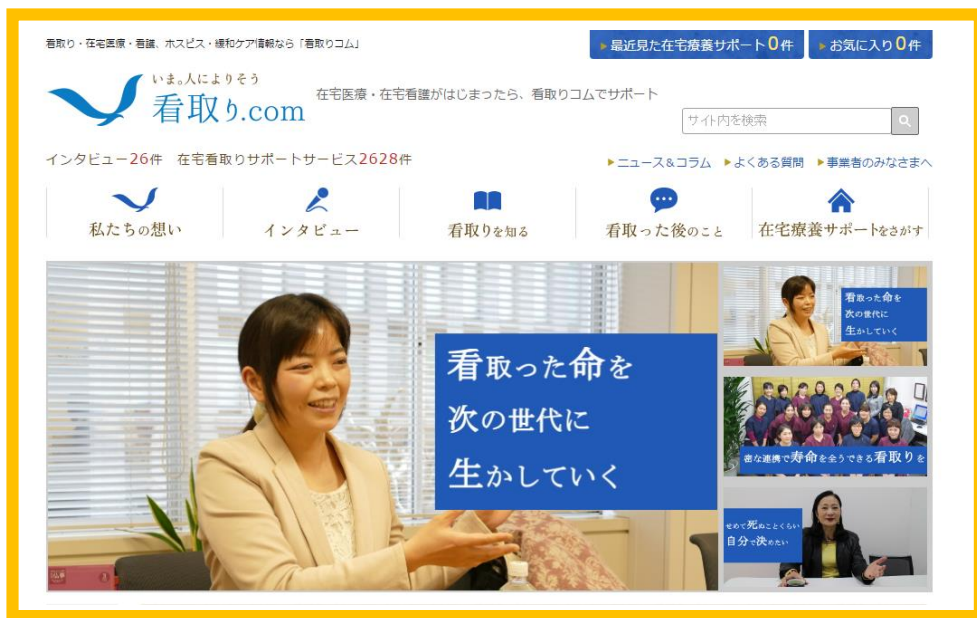 看取り・在宅医療・看護、ホスピス・緩和ケア情報なら「看取りコム」
最近見た在宅療養サポート0件
お気に入り0件
いま。人によりそう
看取り.com
在宅医療・在宅看護がはじまったら、看取りコムでサポート
サイト内を検索
インタビュー26件 在宅看取りサポートサービス2628件
ニュース&コラム
よくある質問
事業者のみなさまへ
私たちの想い
インタビュー
看取りを知る
看取った後のこと
在宅療養サポートをさがす
看取った命を
次の世代に
生かしていく
看取った命を
次の世代に
生かしていく
密な連携で寿命を全うできる看取りを
せめて死ぬことくらい
自分で決めたい